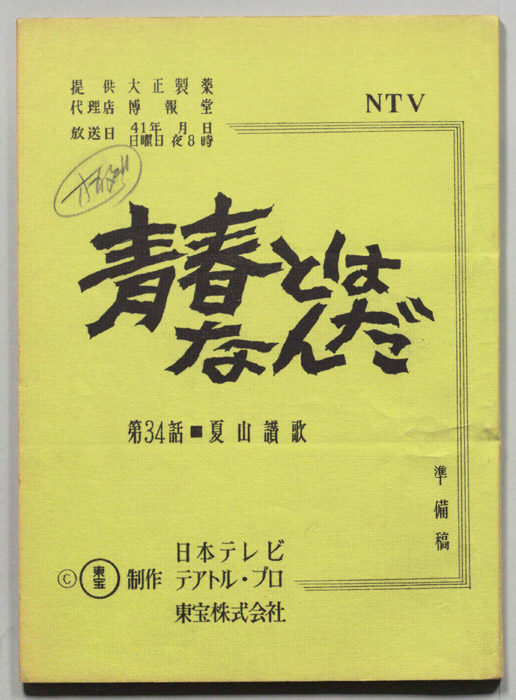 提供 大正製薬
代理店 博報堂
放送日 41年 月 日
日曜日 夜8時
NTV
青春とは
なんだ
第34話■夏山讃歌
準備稿
日本テレビ
© 東宝 制作 テアトル・プロ
東宝株式会社